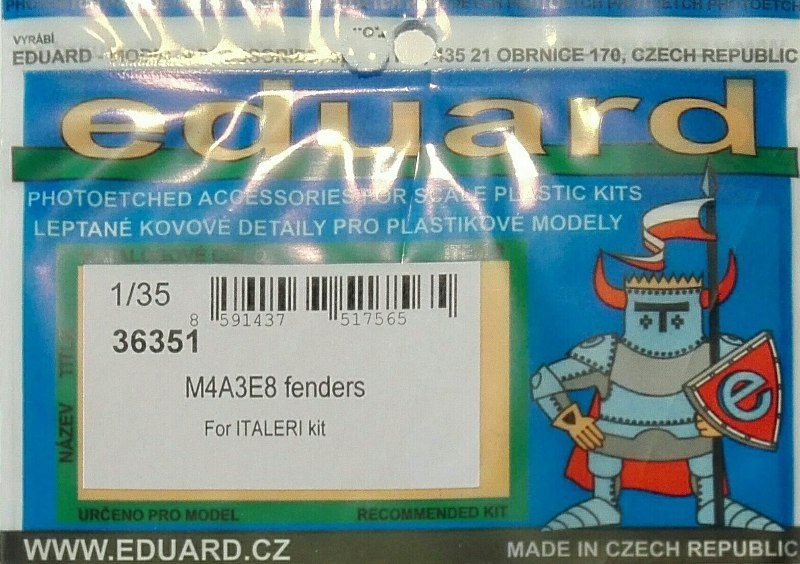 VYRÁBÍ
EDUARD - 435 21 OBRNICE 170, CZECH REPUBLIC
eduard
PHOTOETCHED ACCESSORIES FOR SCALE PLASTIC KITS
LEPTANÉ KOVOVÉ DETAILY PRO PLASTIKOVÉ MODELY
1/35
8 591437 517565
36351
M4A3E8 fenders
For ITALERI kit
NÁZEV
e
URČENO PRO MODEL RECOMMENDED KIT
WWW.EDUARD.CZ MADE IN CZECH REPUBLIC